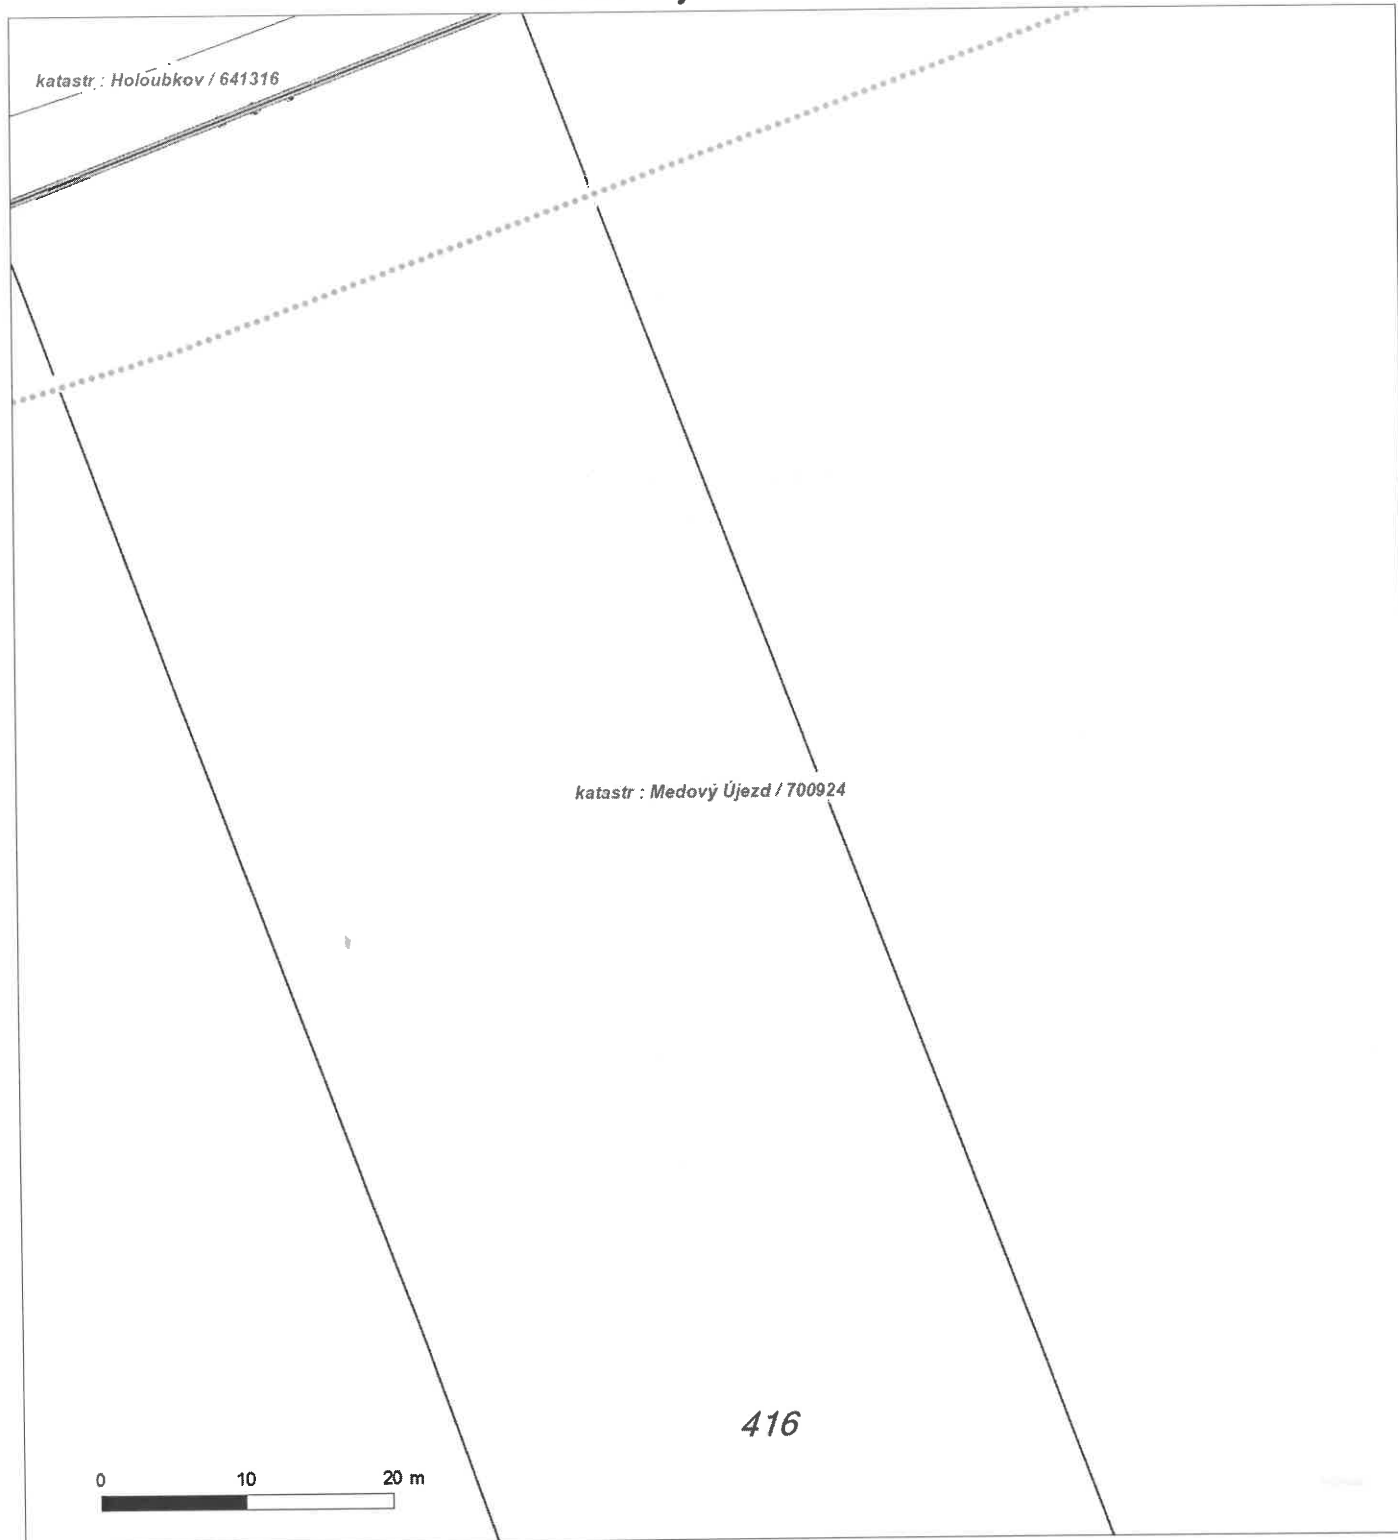 katastr : Holoubkov / 641316
katastr : Medový Újezd / 700924
416
0 10 20 m